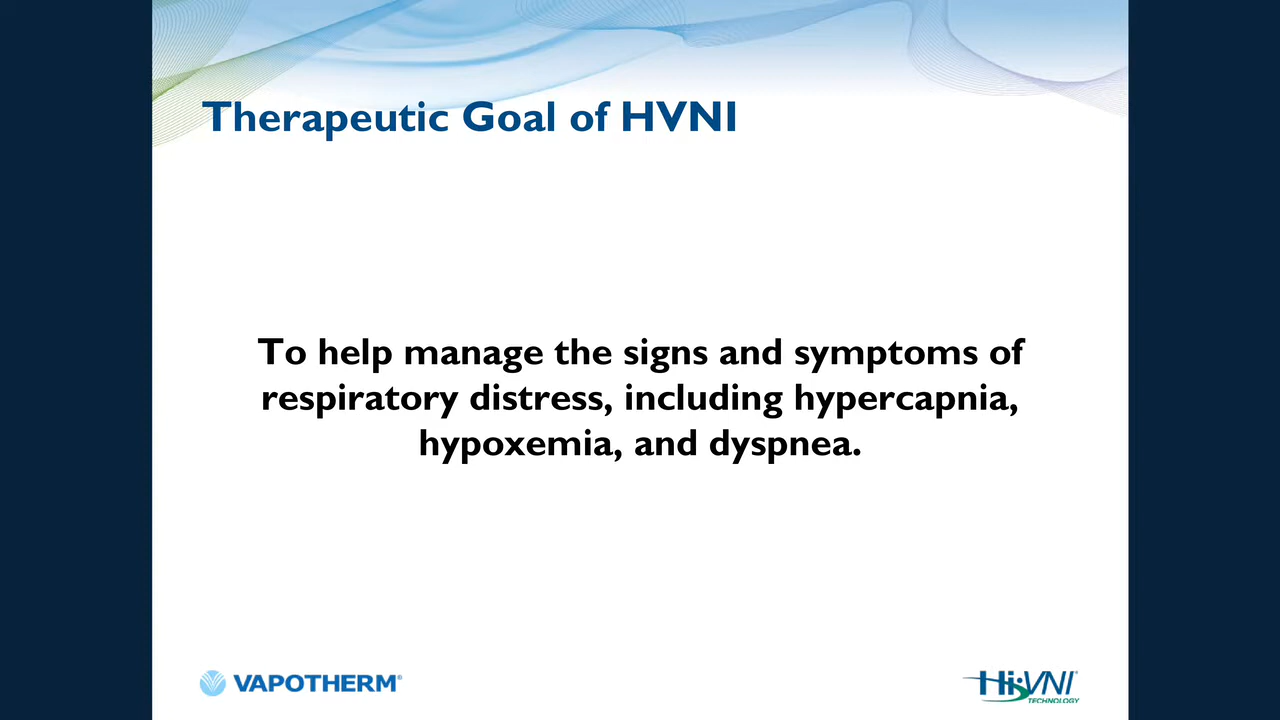 Therapeutic Goal of HVNI
To help manage the signs and symptoms of
respiratory distress, including hypercapnia,
hypoxemia, and dyspnea.
VAPOTHERM®
Hi-VNI®
TECHNOLOGY